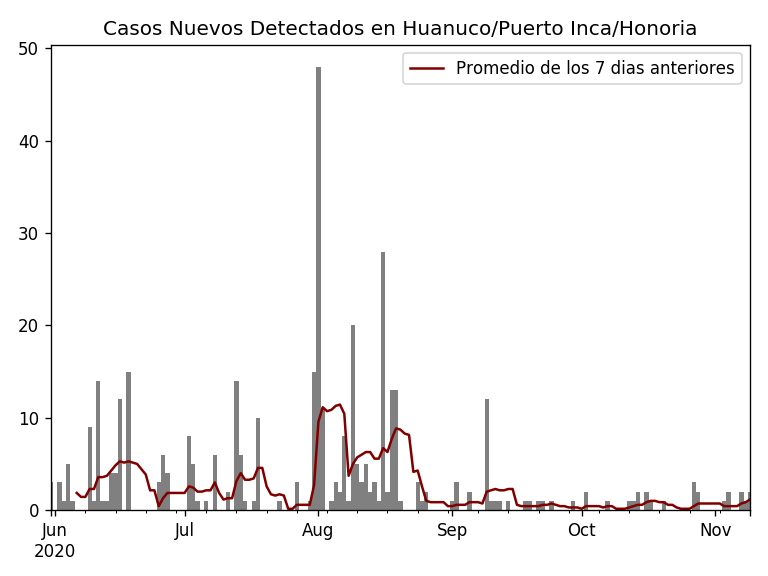 Casos Nuevos Detectados en Huanuco/Puerto Inca/Honoria
Promedio de los 7 dias anteriores
50
40
30
20
10
0
Jun Jul Aug Sep Oct Nov
2020